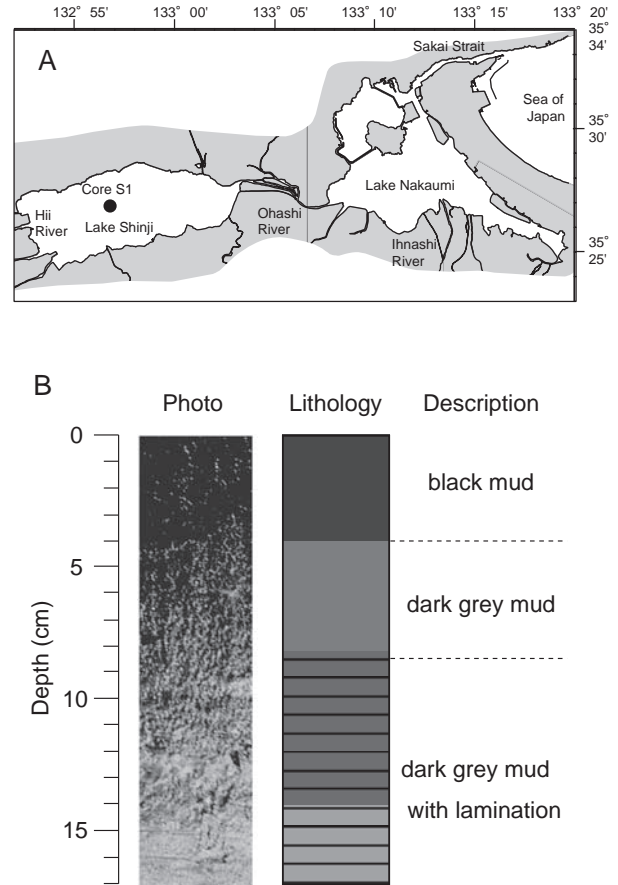 132° 55' 133° 00' 133° 05' 133° 10' 133° 15' 133° 20'
35°
34'
A
Sakai Strait
Sea of
Japan
35°
30'
Core S1
Lake Nakaumi
Hii
River
Lake Shinji
Ohashi
River
Ihnashi
River
35°
25'
B
Photo Lithology Description
0
black mud
5
dark grey mud
Depth (cm)
10
dark grey mud
with lamination
15